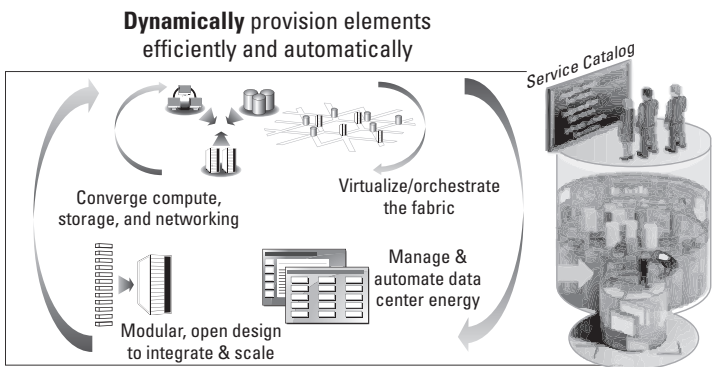 Dynamically provision elements
efficiently and automatically
Service Catalog
Converge compute,
storage, and networking
Virtualize/orchestrate
the fabric
Modular, open design
to integrate & scale
Manage &
automate data
center energy